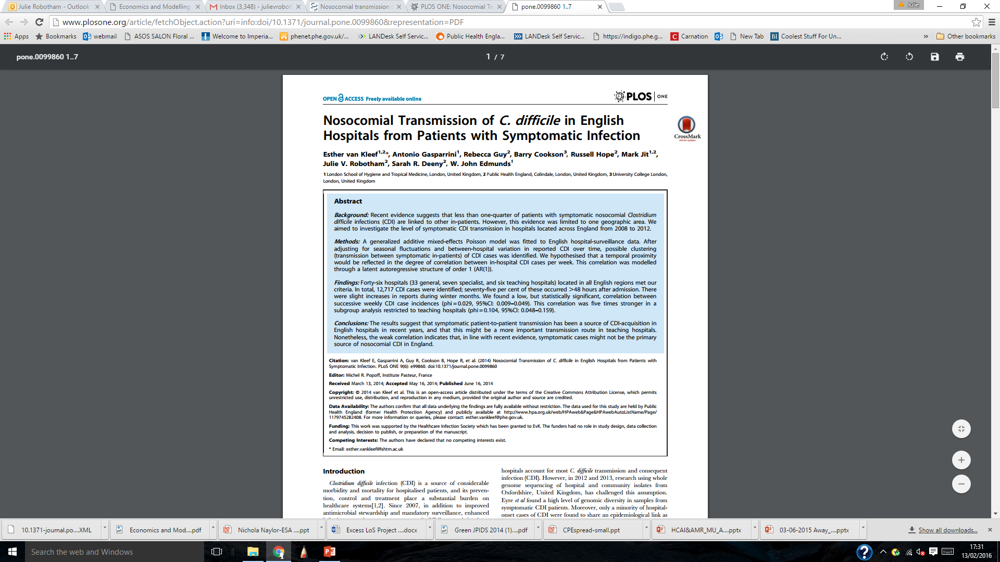 Julie Robotham - Outlook
Economics and Modelling
Inbox (3,348) - julievrobot
Nosocomial transmission
PLOS ONE: Nosocomial Tr
pone.0099860 1..7
Julie
www.plosone.org/article/fetchObject.action?uri=info:doi/10.1371/journal.pone.0099860&representation=PDF
Apps
Bookmarks
webmail
ASOS SALON Floral ...
Welcome to Imperia...
phenet.phe.gov.uk/...
LANDesk Self Servic...
Public Health Engla...
LANDesk Self Servic...
https://indigo.phe.g...
Carnation
New Tab
Coolest Stuff For Un...
Other bookmarks
pone.0099860 1..7
1 / 7
OPEN ACCESS Freely available online
PLOS ONE
Nosocomial Transmission of C. difficile in English
Hospitals from Patients with Symptomatic Infection
CrossMark
click for updates
Esther van Kleef1,2*, Antonio Gasparrini1, Rebecca Guy2, Barry Cookson3, Russell Hope2, Mark Jit1,2,
Julie V. Robotham2, Sarah R. Deeny2, W. John Edmunds1
1 London School of Hygiene and Tropical Medicine, London, United Kingdom, 2 Public Health England, Colindale, London, United Kingdom, 3 University College London,
London, United Kingdom
Abstract
Background: Recent evidence suggests that less than one-quarter of patients with symptomatic nosocomial Clostridium
difficile infections (CDI) are linked to other in-patients. However, this evidence was limited to one geographic area. We
aimed to investigate the level of symptomatic CDI transmission in hospitals located across England from 2008 to 2012.
Methods: A generalized additive mixed-effects Poisson model was fitted to English hospital-surveillance data. After
adjusting for seasonal fluctuations and between-hospital variation in reported CDI over time, possible clustering
(transmission between symptomatic in-patients) of CDI cases was identified. We hypothesised that a temporal proximity
would be reflected in the degree of correlation between in-hospital CDI cases per week. This correlation was modelled
through a latent autoregressive structure of order 1 (AR(1)).
Findings: Forty-six hospitals (33 general, seven specialist, and six teaching hospitals) located in all English regions met our
criteria. In total, 12,717 CDI cases were identified; seventy-five per cent of these occurred >48 hours after admission. There
were slight increases in reports during winter months. We found a low, but statistically significant, correlation between
successive weekly CDI case incidences (phi = 0.029, 95%CI: 0.009–0.049). This correlation was five times stronger in a
subgroup analysis restricted to teaching hospitals (phi = 0.104, 95%CI: 0.048–0.159).
Conclusions: The results suggest that symptomatic patient-to-patient transmission has been a source of CDI-acquisition in
English hospitals in recent years, and that this might be a more important transmission route in teaching hospitals.
Nonetheless, the weak correlation indicates that, in line with recent evidence, symptomatic cases might not be the primary
source of nosocomial CDI in England.
Citation: van Kleef E, Gasparrini A, Guy R, Cookson B, Hope R, et al. (2014) Nosocomial Transmission of C. difficile in English Hospitals from Patients with
Symptomatic Infection. PLoS ONE 9(6): e99860. doi:10.1371/journal.pone.0099860
Editor: Michel R. Popoff, Institute Pasteur, France
Received March 13, 2014; Accepted May 16, 2014; Published June 16, 2014
Copyright: © 2014 van Kleef et al. This is an open-access article distributed under the terms of the Creative Commons Attribution License, which permits
unrestricted use, distribution, and reproduction in any medium, provided the original author and source are credited.
Data Availability: The authors confirm that all data underlying the findings are fully available without restriction. The data used for this study are held by Public
Health England (former Health Protection Agency) and publicly available at http://www.hpa.org.uk/web/HPAweb&Page&HPAwebAutoListName/Page/
1179745282408. For more information or queries, please contact: esther.vankleef@phe.gov.uk.
Funding: This work was supported by the Healthcare Infection Society which has been granted to EvK. The funders had no role in study design, data collection
and analysis, decision to publish, or preparation of the manuscript.
Competing Interests: The authors have declared that no competing interests exist.
* Email: esther.vankleef@lshtm.ac.uk
Introduction
Clostridium difficile infection (CDI) is a source of considerable
morbidity and mortality for hospitalised patients, and its preven-
tion, control and treatment place a substantial burden on
healthcare systems[1,2]. Since 2007, in addition to improved
antimicrobial stewardship and mandatory surveillance, enhanced
hospitals account for most C. difficile transmission and consequent
infection (CDI). However, in 2012 and 2013, research using whole
genome sequencing of hospital and community isolates from
Oxfordshire, United Kingdom, has challenged this assumption.
Eyre et al found a high level of genomic diversity in samples from
symptomatic CDI patients. Moreover, only a minority of hospital-
onset cases of CDI were found to share an epidemiological link as
10.1371-journal.po....XML
Economics and Mod....pdf
Nichola Naylor-ESA ....ppt
Excess LoS Project ....docx
Green JPIDS 2014 (1)....pdf
CPEspread-small.ppt
HCAI&AMR_MU_A....pptx
03-06-2015 Away_....pptx
Show all downloads...
Search the web and Windows
17:31
13/02/2016